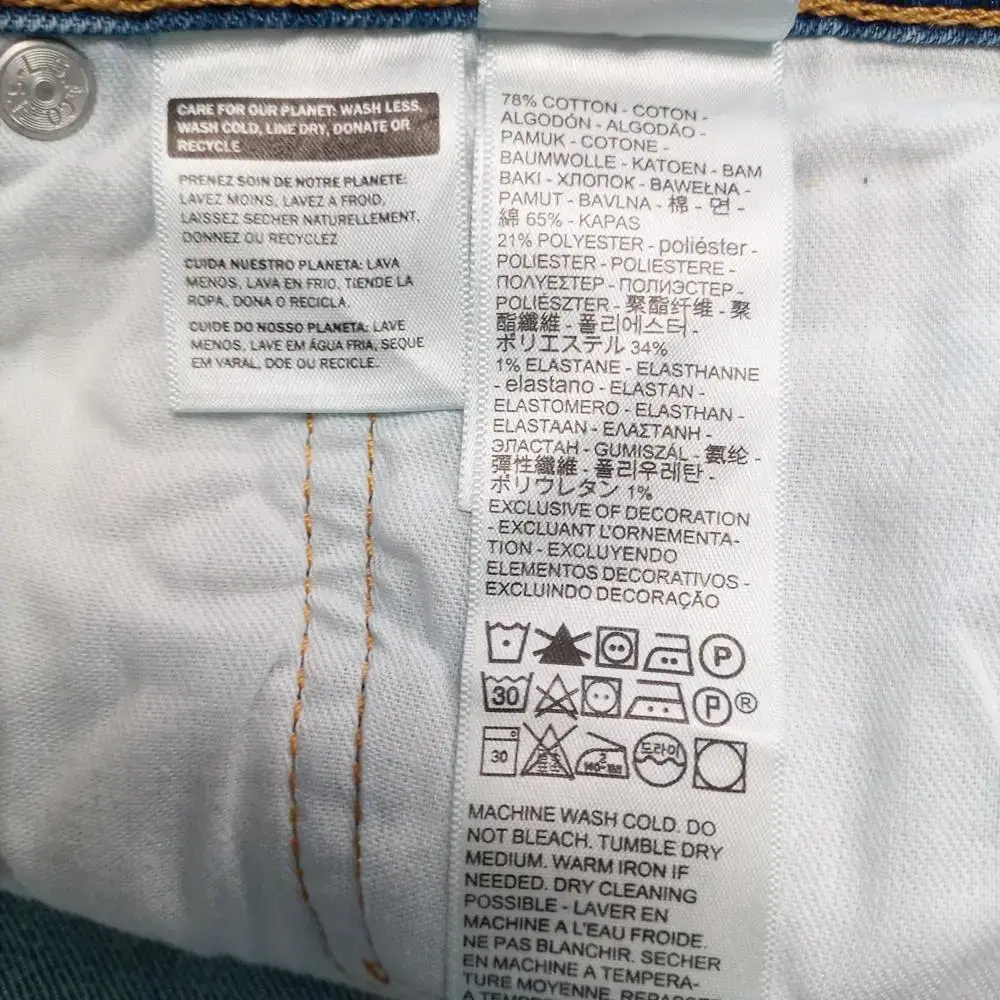 CARE FOR OUR PLANET: WASH LESS,
WASH COLD, LINE DRY, DONATE OR
RECYCLE
PRENEZ SOIN DE NOTRE PLANETE:
LAVEZ MOINS, LAVEZ A FROID,
LAISSEZ SECHER NATURELLEMENT,
DONNEZ OU RECYCLEZ
CUIDA NUESTRO PLANETA: LAVA
MENOS, LAVA EN FRIO, TIENDE LA
ROPA, DONA O RECICLA.
CUIDE DO NOSSO PLANETA: LAVE
MENOS, LAVE EM ÁGUA FRIA, SEQUE
EM VARAL, DOE OU RECICLE.
78% COTTON - COTON -
ALGODÓN - ALGODÃO -
PAMUK - COTONE -
BAUMWOLLE - KATOEN - BAM
BAKI - ХЛОПОК - BAWEŁNA -
PAMUT - BAVLNA - 棉 - 면 -
綿 65% - KAPAS
21% POLYESTER - poliéster -
POLIESTER - POLIESTERE -
ΠΟΛΥΕΣΤΕΡ - ПОЛИЭСТЕР -
POLIÉSZTER - 聚酯纤维 - 聚
酯纖維 - 폴리에스터 -
ポリエステル 34%
1% ELASTANE - ELASTHANNE
- elastano - ELASTAN -
ELASTOMERO - ELASTHAN -
ELASTAAN - ΕΛΑΣΤΑΝΗ -
ЭЛАСТАН - GUMISZÁL - 氨纶 -
彈性纖維 - 폴리우레탄 -
ポリウレタン 1%
EXCLUSIVE OF DECORATION
- EXCLUANT L'ORNEMENTA-
TION - EXCLUYENDO
ELEMENTOS DECORATIVOS -
EXCLUINDO DECORAÇÃO
P
30 P ®
30 2 드라이
MACHINE WASH COLD. DO
NOT BLEACH. TUMBLE DRY
MEDIUM. WARM IRON IF
NEEDED. DRY CLEANING
POSSIBLE - LAVER EN
MACHINE A L'EAU FROIDE.
NE PAS BLANCHIR. SECHER
EN MACHINE A TEMPERA-
TURE MOYENNE. REPASSER